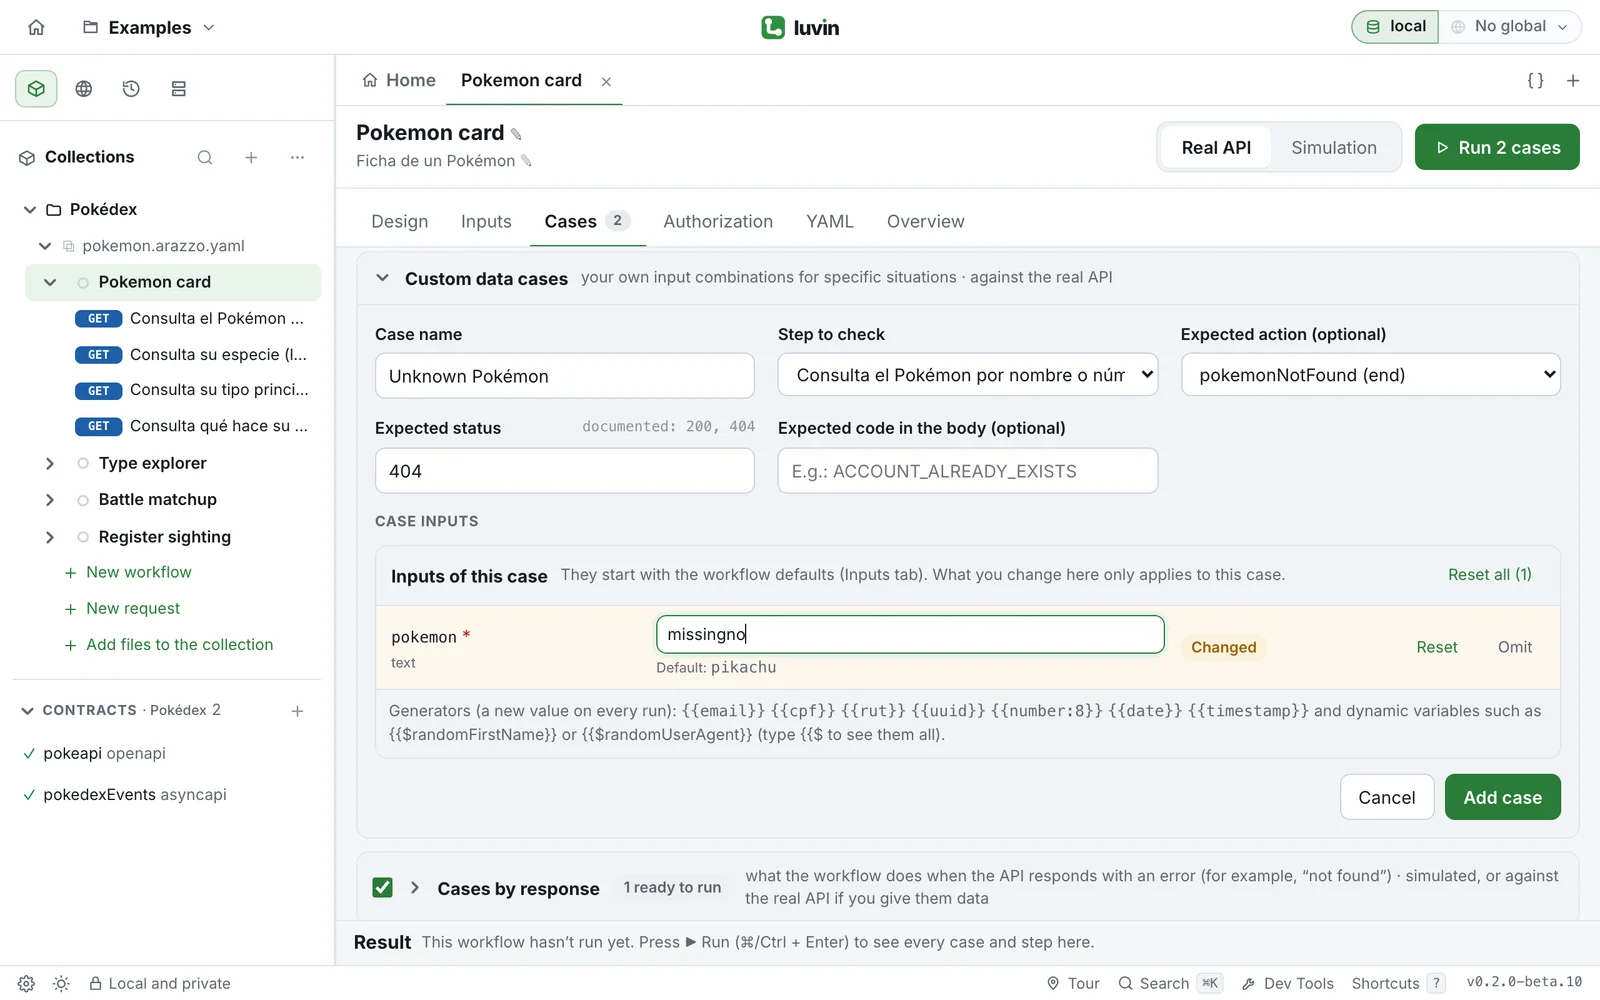 Examples
luvin
local
No global
Home
Pokemon card
Collections
Pokédex
pokemon.arazzo.yaml
Pokemon card
GET Consulta el Pokémon ...
GET Consulta su especie (l...
GET Consulta su tipo princi...
GET Consulta qué hace su ...
Type explorer
Battle matchup
Register sighting
+ New workflow
+ New request
+ Add files to the collection
CONTRACTS · Pokédex 2
pokeapi openapi
pokedexEvents asyncapi
Pokemon card
Ficha de un Pokémon
Real API
Simulation
Run 2 cases
Design
Inputs
Cases 2
Authorization
YAML
Overview
Custom data cases your own input combinations for specific situations · against the real API
Case name
Step to check
Expected action (optional)
Unknown Pokémon
Consulta el Pokémon por nombre o núm
pokemonNotFound (end)
Expected status
documented: 200, 404
Expected code in the body (optional)
404
E.g.: ACCOUNT_ALREADY_EXISTS
CASE INPUTS
Inputs of this case They start with the workflow defaults (Inputs tab). What you change here only applies to this case.
Reset all (1)
pokemon *
text
missingno
Default: pikachu
Changed
Reset
Omit
Generators (a new value on every run): {{email}} {{cpf}} {{rut}} {{uuid}} {{number:8}} {{date}} {{timestamp}} and dynamic variables such as
{{$randomFirstName}} or {{$randomUserAgent}} (type {{$ to see them all).
Cancel
Add case
Cases by response
1 ready to run
what the workflow does when the API responds with an error (for example, “not found”) · simulated, or against
the real API if you give them data
Result This workflow hasn’t run yet. Press ▶ Run (⌘/Ctrl + Enter) to see every case and step here.
Local and private
Tour
Search ⌘K
Dev Tools
Shortcuts ?
v0.2.0-beta.10